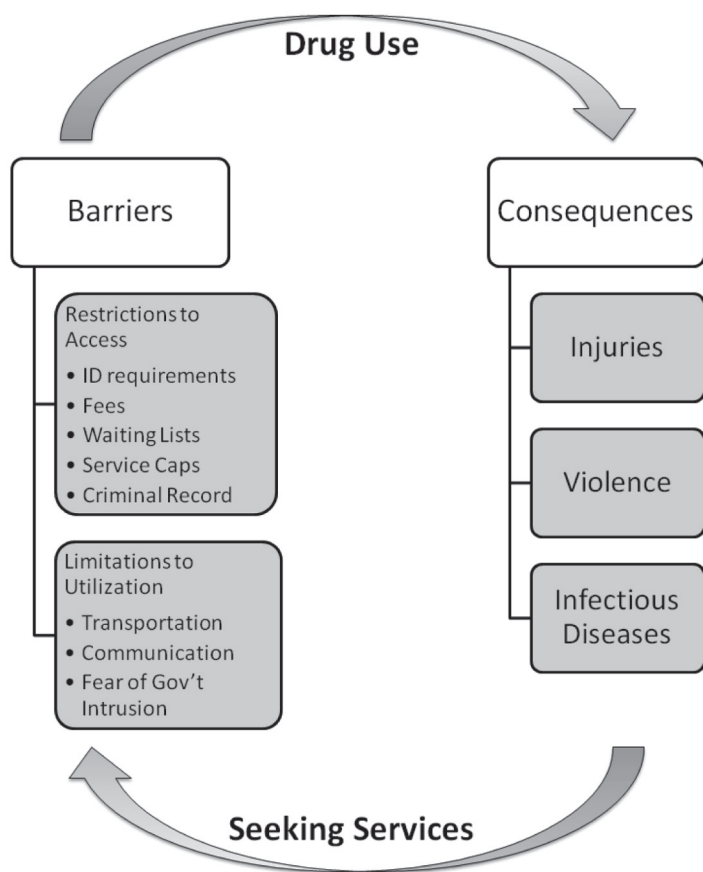 Drug Use
Barriers
Restrictions to
Access
• ID requirements
• Fees
• Waiting Lists
• Service Caps
• Criminal Record
Limitations to
Utilization
• Transportation
• Communication
• Fear of Gov't
Intrusion
Consequences
Injuries
Violence
Infectious
Diseases
Seeking Services